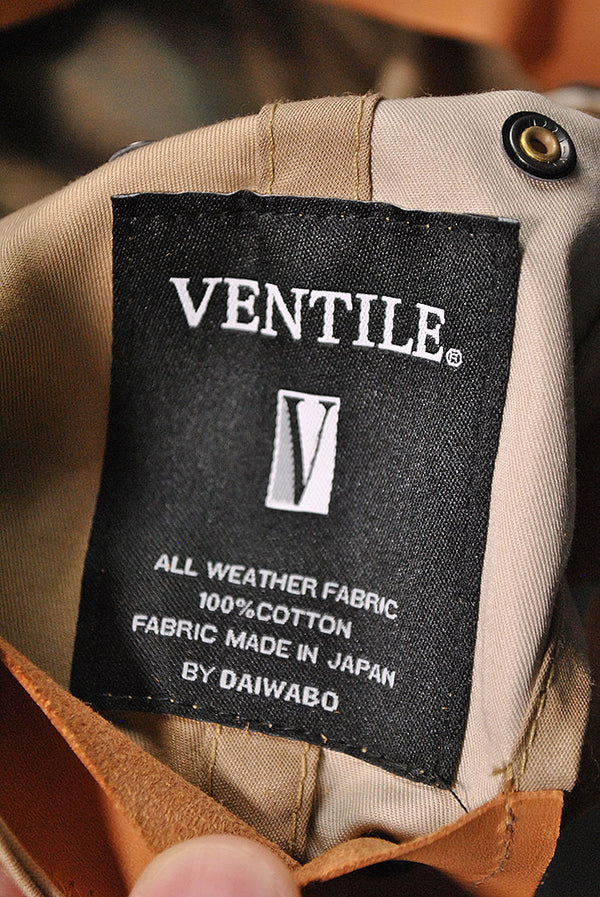 VENTILE®
V
ALL WEATHER FABRIC
100%COTTON
FABRIC MADE IN JAPAN
BY DAIWABO